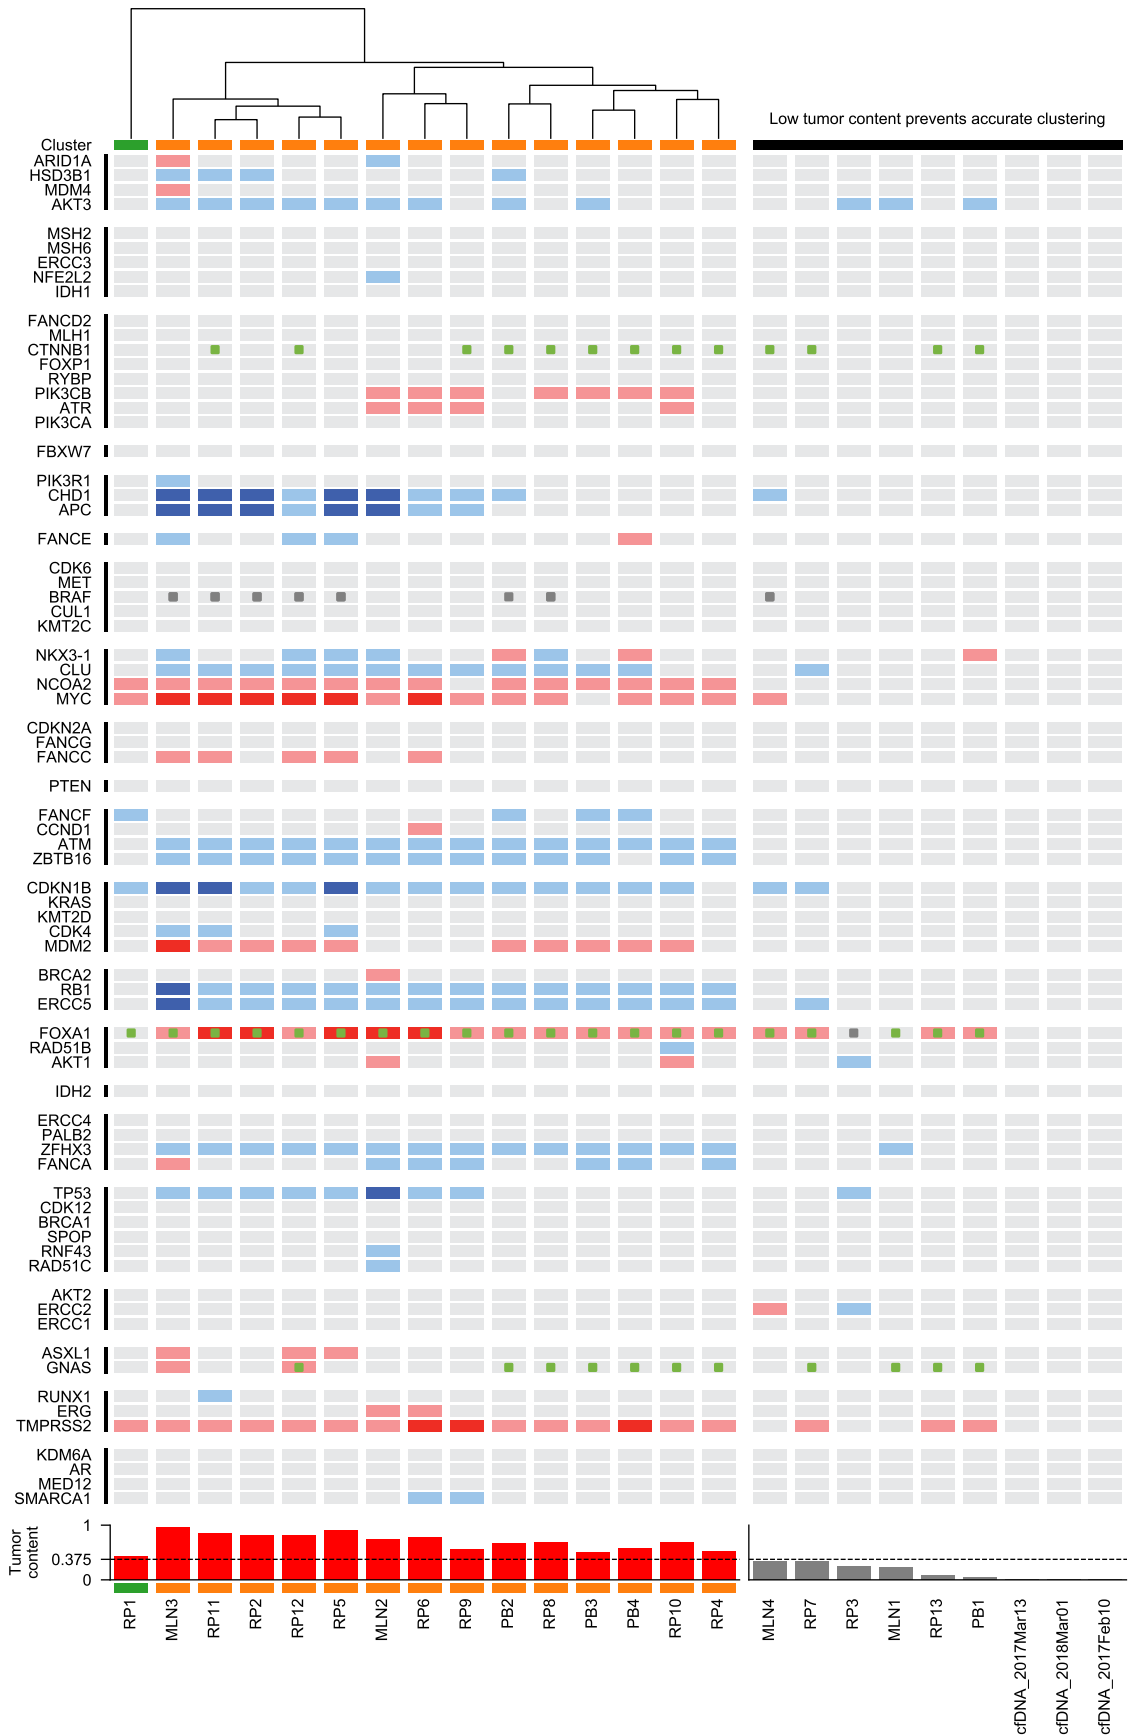 Low tumor content prevents accurate clustering
Cluster
ARID1A
HSD3B1
MDM4
AKT3
MSH2
MSH6
ERCC3
NFE2L2
IDH1
FANCD2
MLH1
CTNNB1
FOXP1
RYBP
PIK3CB
ATR
PIK3CA
FBXW7
PIK3R1
CHD1
APC
FANCE
CDK6
MET
BRAF
CUL1
KMT2C
NKX3-1
CLU
NCOA2
MYC
CDKN2A
FANCG
FANCC
PTEN
FANCF
CCND1
ATM
ZBTB16
CDKN1B
KRAS
KMT2D
CDK4
MDM2
BRCA2
RB1
ERCC5
FOXA1
RAD51B
AKT1
IDH2
ERCC4
PALB2
ZFHX3
FANCA
TP53
CDK12
BRCA1
SPOP
RNF43
RAD51C
AKT2
ERCC2
ERCC1
ASXL1
GNAS
RUNX1
ERG
TMPRSS2
KDM6A
AR
MED12
SMARCA1
Tumor
content
1
0.375
0
RP1
MLN3
RP11
RP2
RP12
RP5
MLN2
RP6
RP9
PB2
RP8
PB3
PB4
RP10
RP4
MLN4
RP7
RP3
MLN1
RP13
PB1
cfDNA_2017Mar13
cfDNA_2018Mar01
cfDNA_2017Feb10